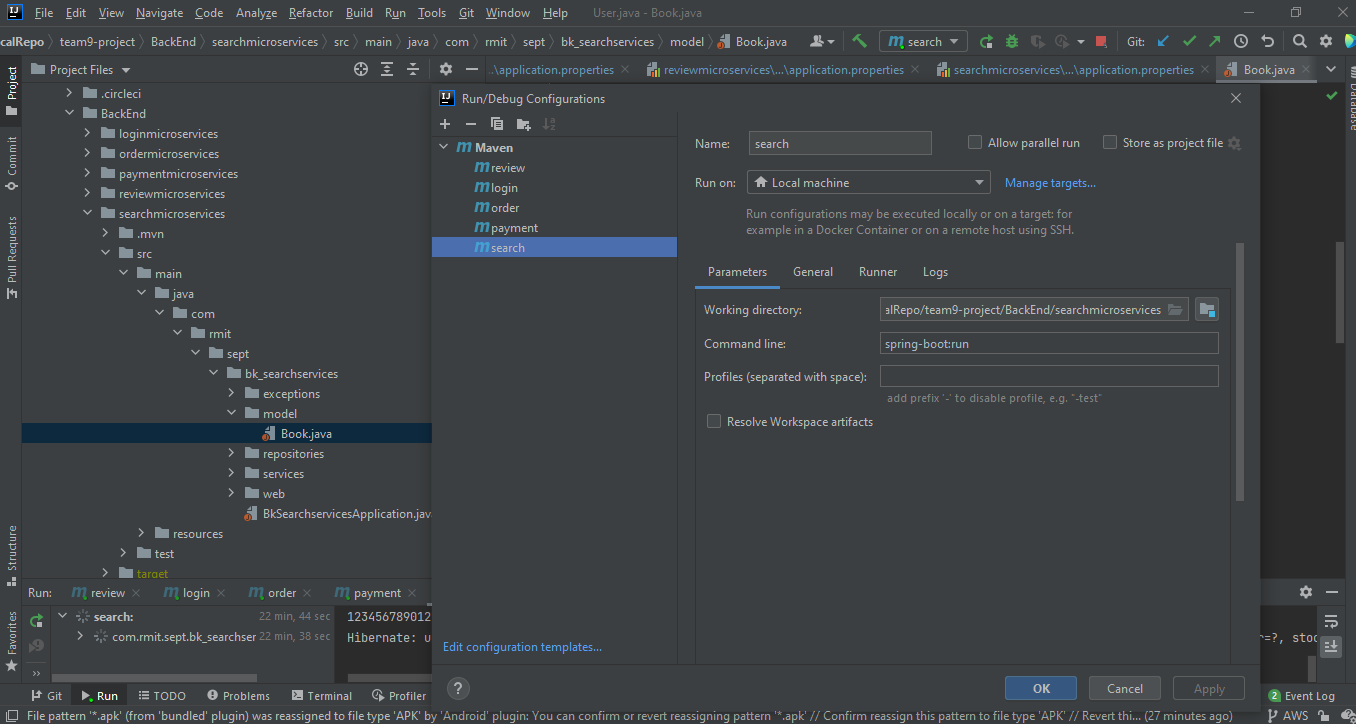 IJ File Edit View Navigate Code Analyze Refactor Build Run Tools Git Window Help User.java - Book.java
calRepo team9-project BackEnd searchmicroservices src main java com rmit sept bk_searchservices model Book.java search Git:
Project Project Files ..\application.properties reviewmicroservices\...\application.properties searchmicroservices\...\application.properties Book.java
Database
Commit
Pull Requests
Structure
Favorites
.circleci
BackEnd
loginmicroservices
ordermicroservices
paymentmicroservices
reviewmicroservices
searchmicroservices
.mvn
src
main
java
com
rmit
sept
bk_searchservices
exceptions
model
Book.java
repositories
services
web
BkSearchservicesApplication.jav
resources
test
target
IJ Run/Debug Configurations
Maven
review
login
order
payment
search
Edit configuration templates...
Name: search Allow parallel run Store as project file
Run on: Local machine Manage targets...
Run configurations may be executed locally or on a target: for
example in a Docker Container or on a remote host using SSH.
Parameters General Runner Logs
Working directory: alRepo/team9-project/BackEnd/searchmicroservices
Command line: spring-boot:run
Profiles (separated with space):
add prefix '-' to disable profile, e.g. "-test"
Resolve Workspace artifacts
? OK Cancel Apply
Run: review login order payment
search: 22 min, 44 sec
com.rmit.sept.bk_searchser 22 min, 38 sec
123456789012
Hibernate: u r=?, stoc
Git Run TODO Problems Terminal Profiler 2 Event Log
File pattern '*.apk' (from 'bundled' plugin) was reassigned to file type 'APK' by 'Android' plugin: You can confirm or revert reassigning pattern '*.apk' // Confirm reassign this pattern to file type 'APK' // Revert thi... (27 minutes ago) AWS